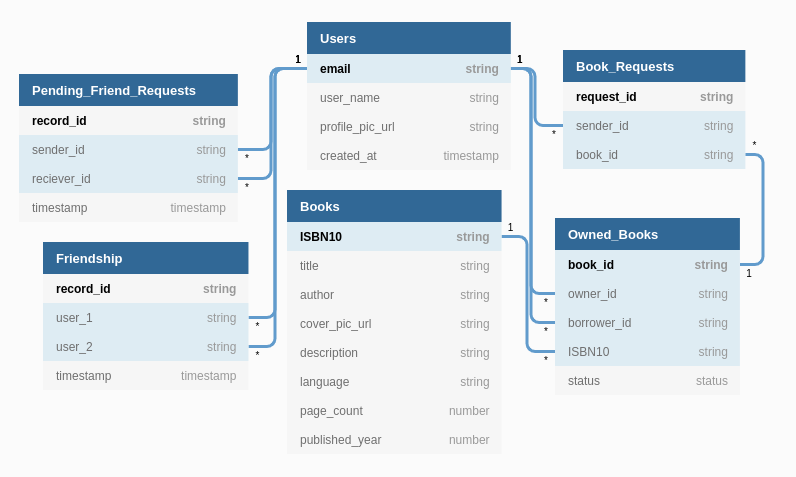 Users
email string
user_name string
profile_pic_url string
created_at timestamp
1
1
Pending_Friend_Requests
record_id string
sender_id string
*
reciever_id string
*
timestamp timestamp
Book_Requests
request_id string
sender_id string
*
book_id string
*
Books
ISBN10 string
1
title string
author string
cover_pic_url string
description string
language string
page_count number
published_year number
Friendship
record_id string
user_1 string
*
user_2 string
*
timestamp timestamp
Owned_Books
book_id string
1
owner_id string
*
borrower_id string
*
ISBN10 string
*
status status